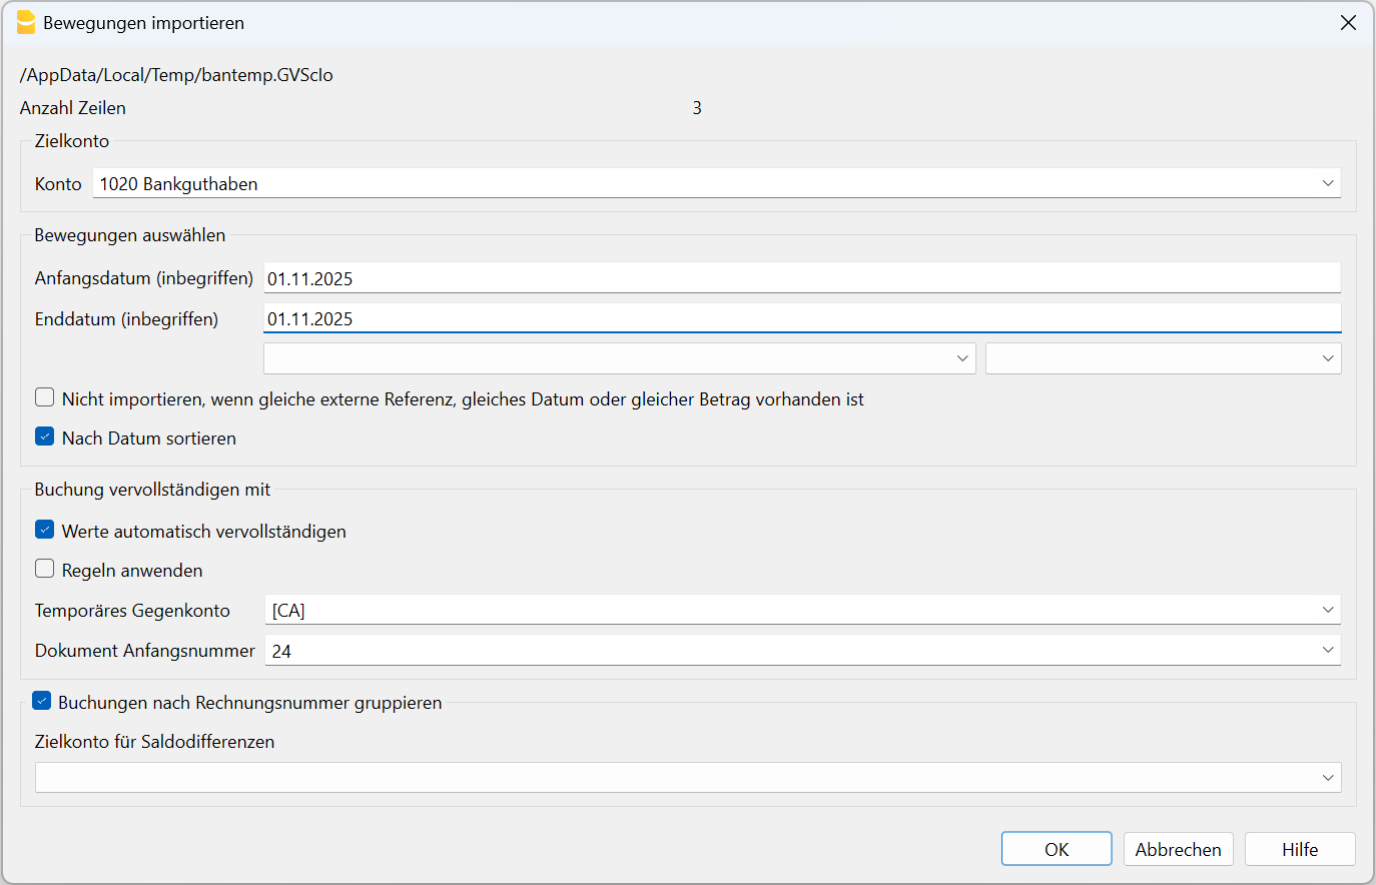 Bewegungen importieren
/AppData/Local/Temp/bantemp.GVSclo
Anzahl Zeilen 3
Zielkonto
Konto 1020 Bankguthaben
Bewegungen auswählen
Anfangsdatum (inbegriffen) 01.11.2025
Enddatum (inbegriffen) 01.11.2025
Nicht importieren, wenn gleiche externe Referenz, gleiches Datum oder gleicher Betrag vorhanden ist
Nach Datum sortieren
Buchung vervollständigen mit
Werte automatisch vervollständigen
Regeln anwenden
Temporäres Gegenkonto [CA]
Dokument Anfangsnummer 24
Buchungen nach Rechnungsnummer gruppieren
Zielkonto für Saldodifferenzen
OK Abbrechen Hilfe